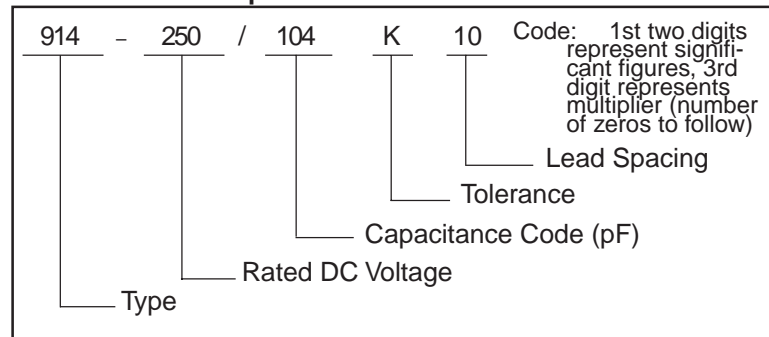 914 – 250 / 104 K 10
Code: 1st two digits
represent signifi-
cant figures, 3rd
digit represents
multiplier (number
of zeros to follow)
Lead Spacing
Tolerance
Capacitance Code (pF)
Rated DC Voltage
Type